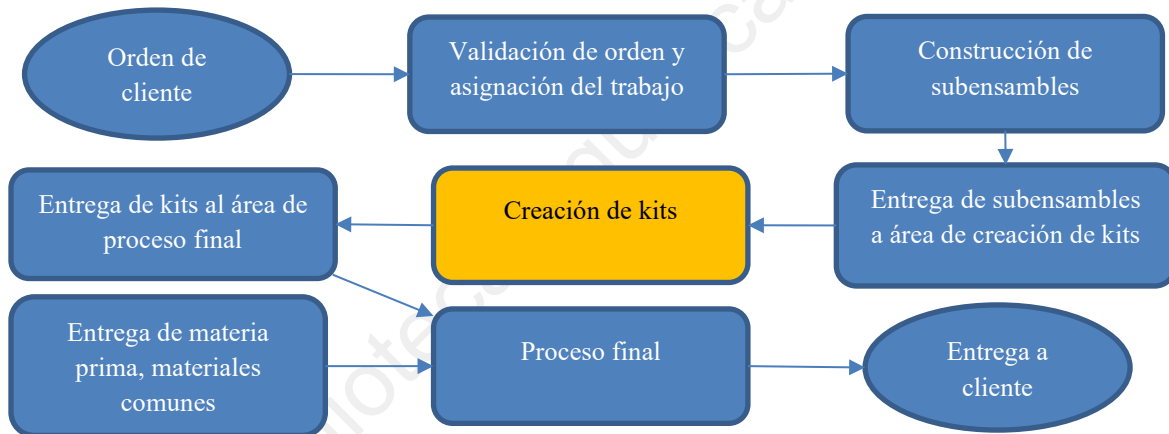 Orden de
cliente
Validación de orden y
asignación del trabajo
Construcción de
subensambles
Entrega de kits al área de
proceso final
Creación de kits
Entrega de subensambles
a área de creación de kits
Entrega de materia
prima, materiales
comunes
Proceso final
Entrega a
cliente